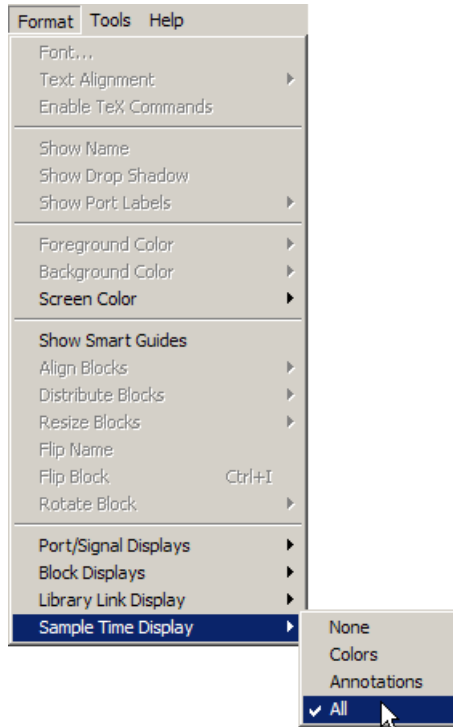 Format Tools Help
Font...
Text Alignment
Enable TeX Commands
Show Name
Show Drop Shadow
Show Port Labels
Foreground Color
Background Color
Screen Color
Show Smart Guides
Align Blocks
Distribute Blocks
Resize Blocks
Flip Name
Flip Block Ctrl+I
Rotate Block
Port/Signal Displays
Block Displays
Library Link Display
Sample Time Display
None
Colors
Annotations
All